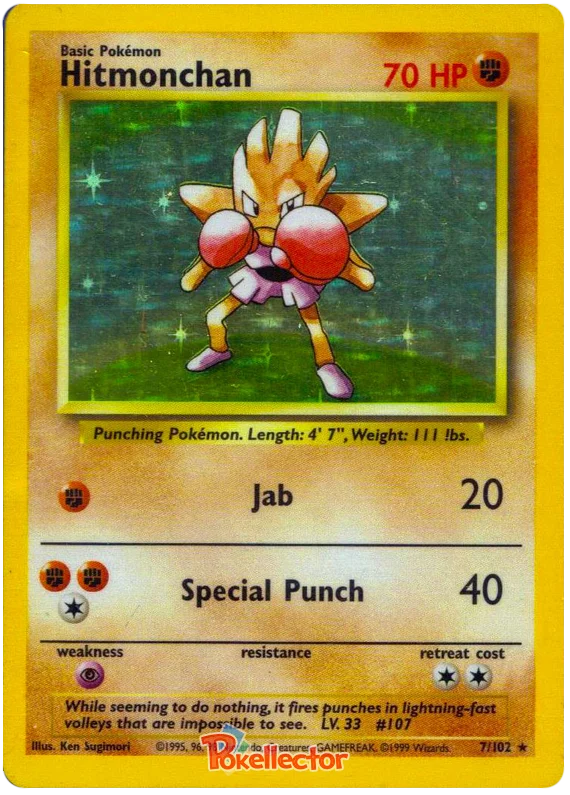 Basic Pokémon
Hitmonchan
70 HP
Punching Pokémon. Length: 4' 7", Weight: 111 lbs.
Jab 20
Special Punch 40
weakness resistance retreat cost
While seeming to do nothing, it fires punches in lightning-fast
volleys that are impossible to see. LV. 33 #107
Illus. Ken Sugimori ©1995, 96, Nintendo, Creatures, GAMEFREAK. ©1999 Wizards. 7/102 ★
Pokellector